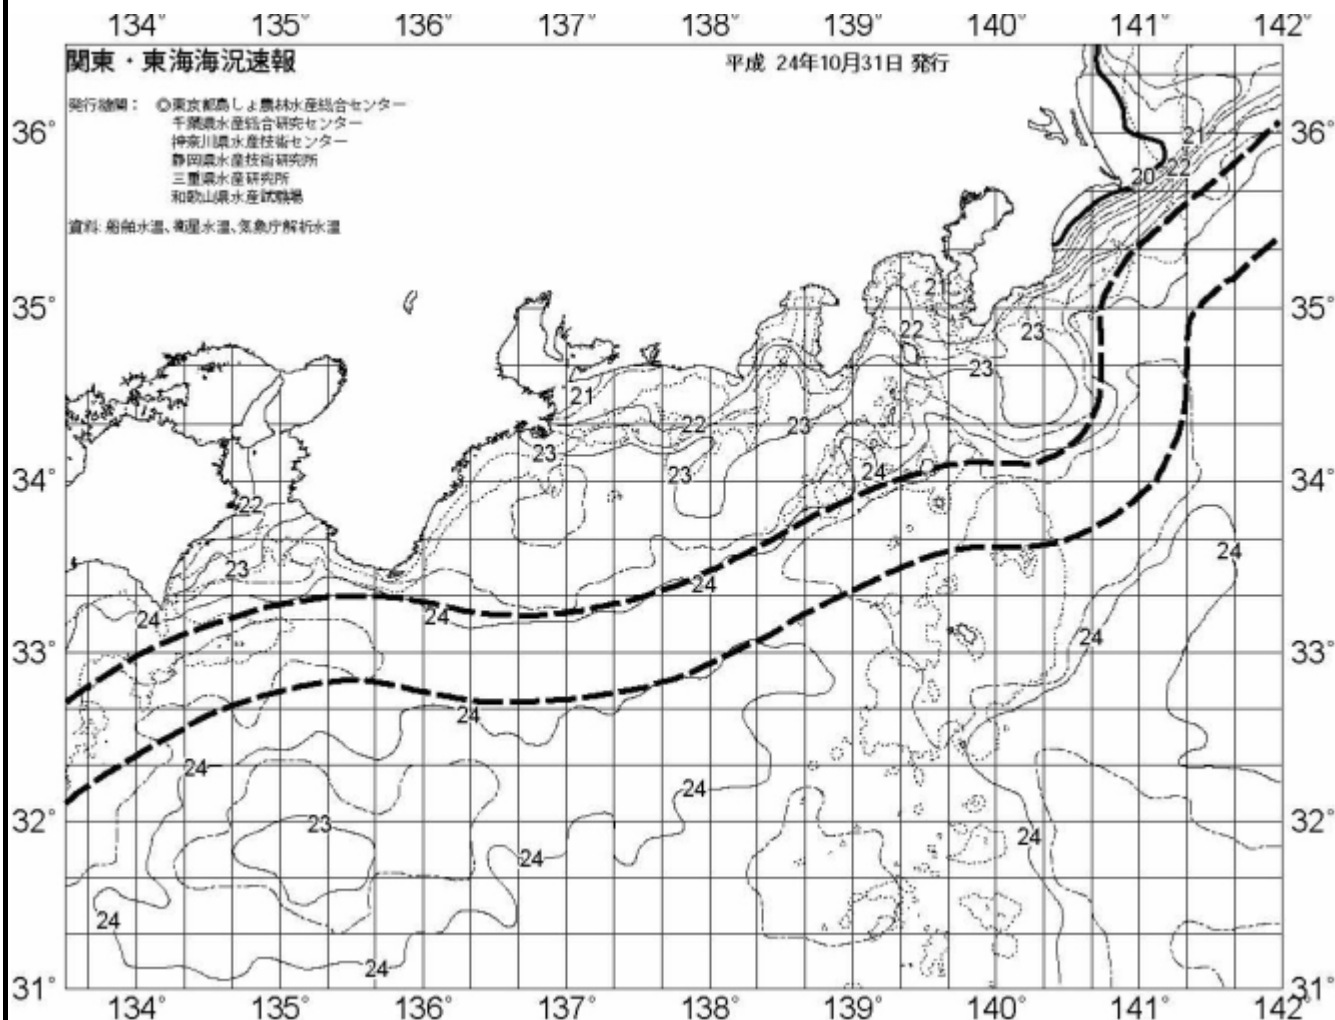 134° 135° 136° 137° 138° 139° 140° 141° 142°
関東・東海海況速報
平成 24年10月31日 発行
発行機関： ◎東京都島しょ農林水産総合センター
千葉県水産総合研究センター
神奈川県水産技術センター
静岡県水産技術研究所
三重県水産研究所
和歌山県水産試験場
資料: 船舶水温、衛星水温、気象庁解析水温
36° 36°
21
20 22
35° 35°
21
22 23
23
21
22 23
23 23 24
34° 34°
22
23
24 24
24 24 24
33° 33°
24
24
24
32° 32°
23
24 24
24
24
31° 31°
134° 135° 136° 137° 138° 139° 140° 141° 142°